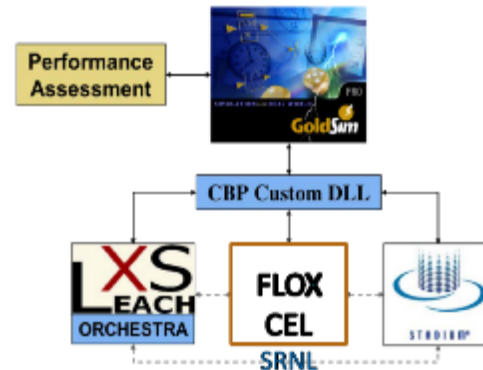 Performance
Assessment
PRO
GoldSim
CBP Custom DLL
LXS
LEACH
ORCHESTRA
FLOX
CEL
SRNL
STADIUM